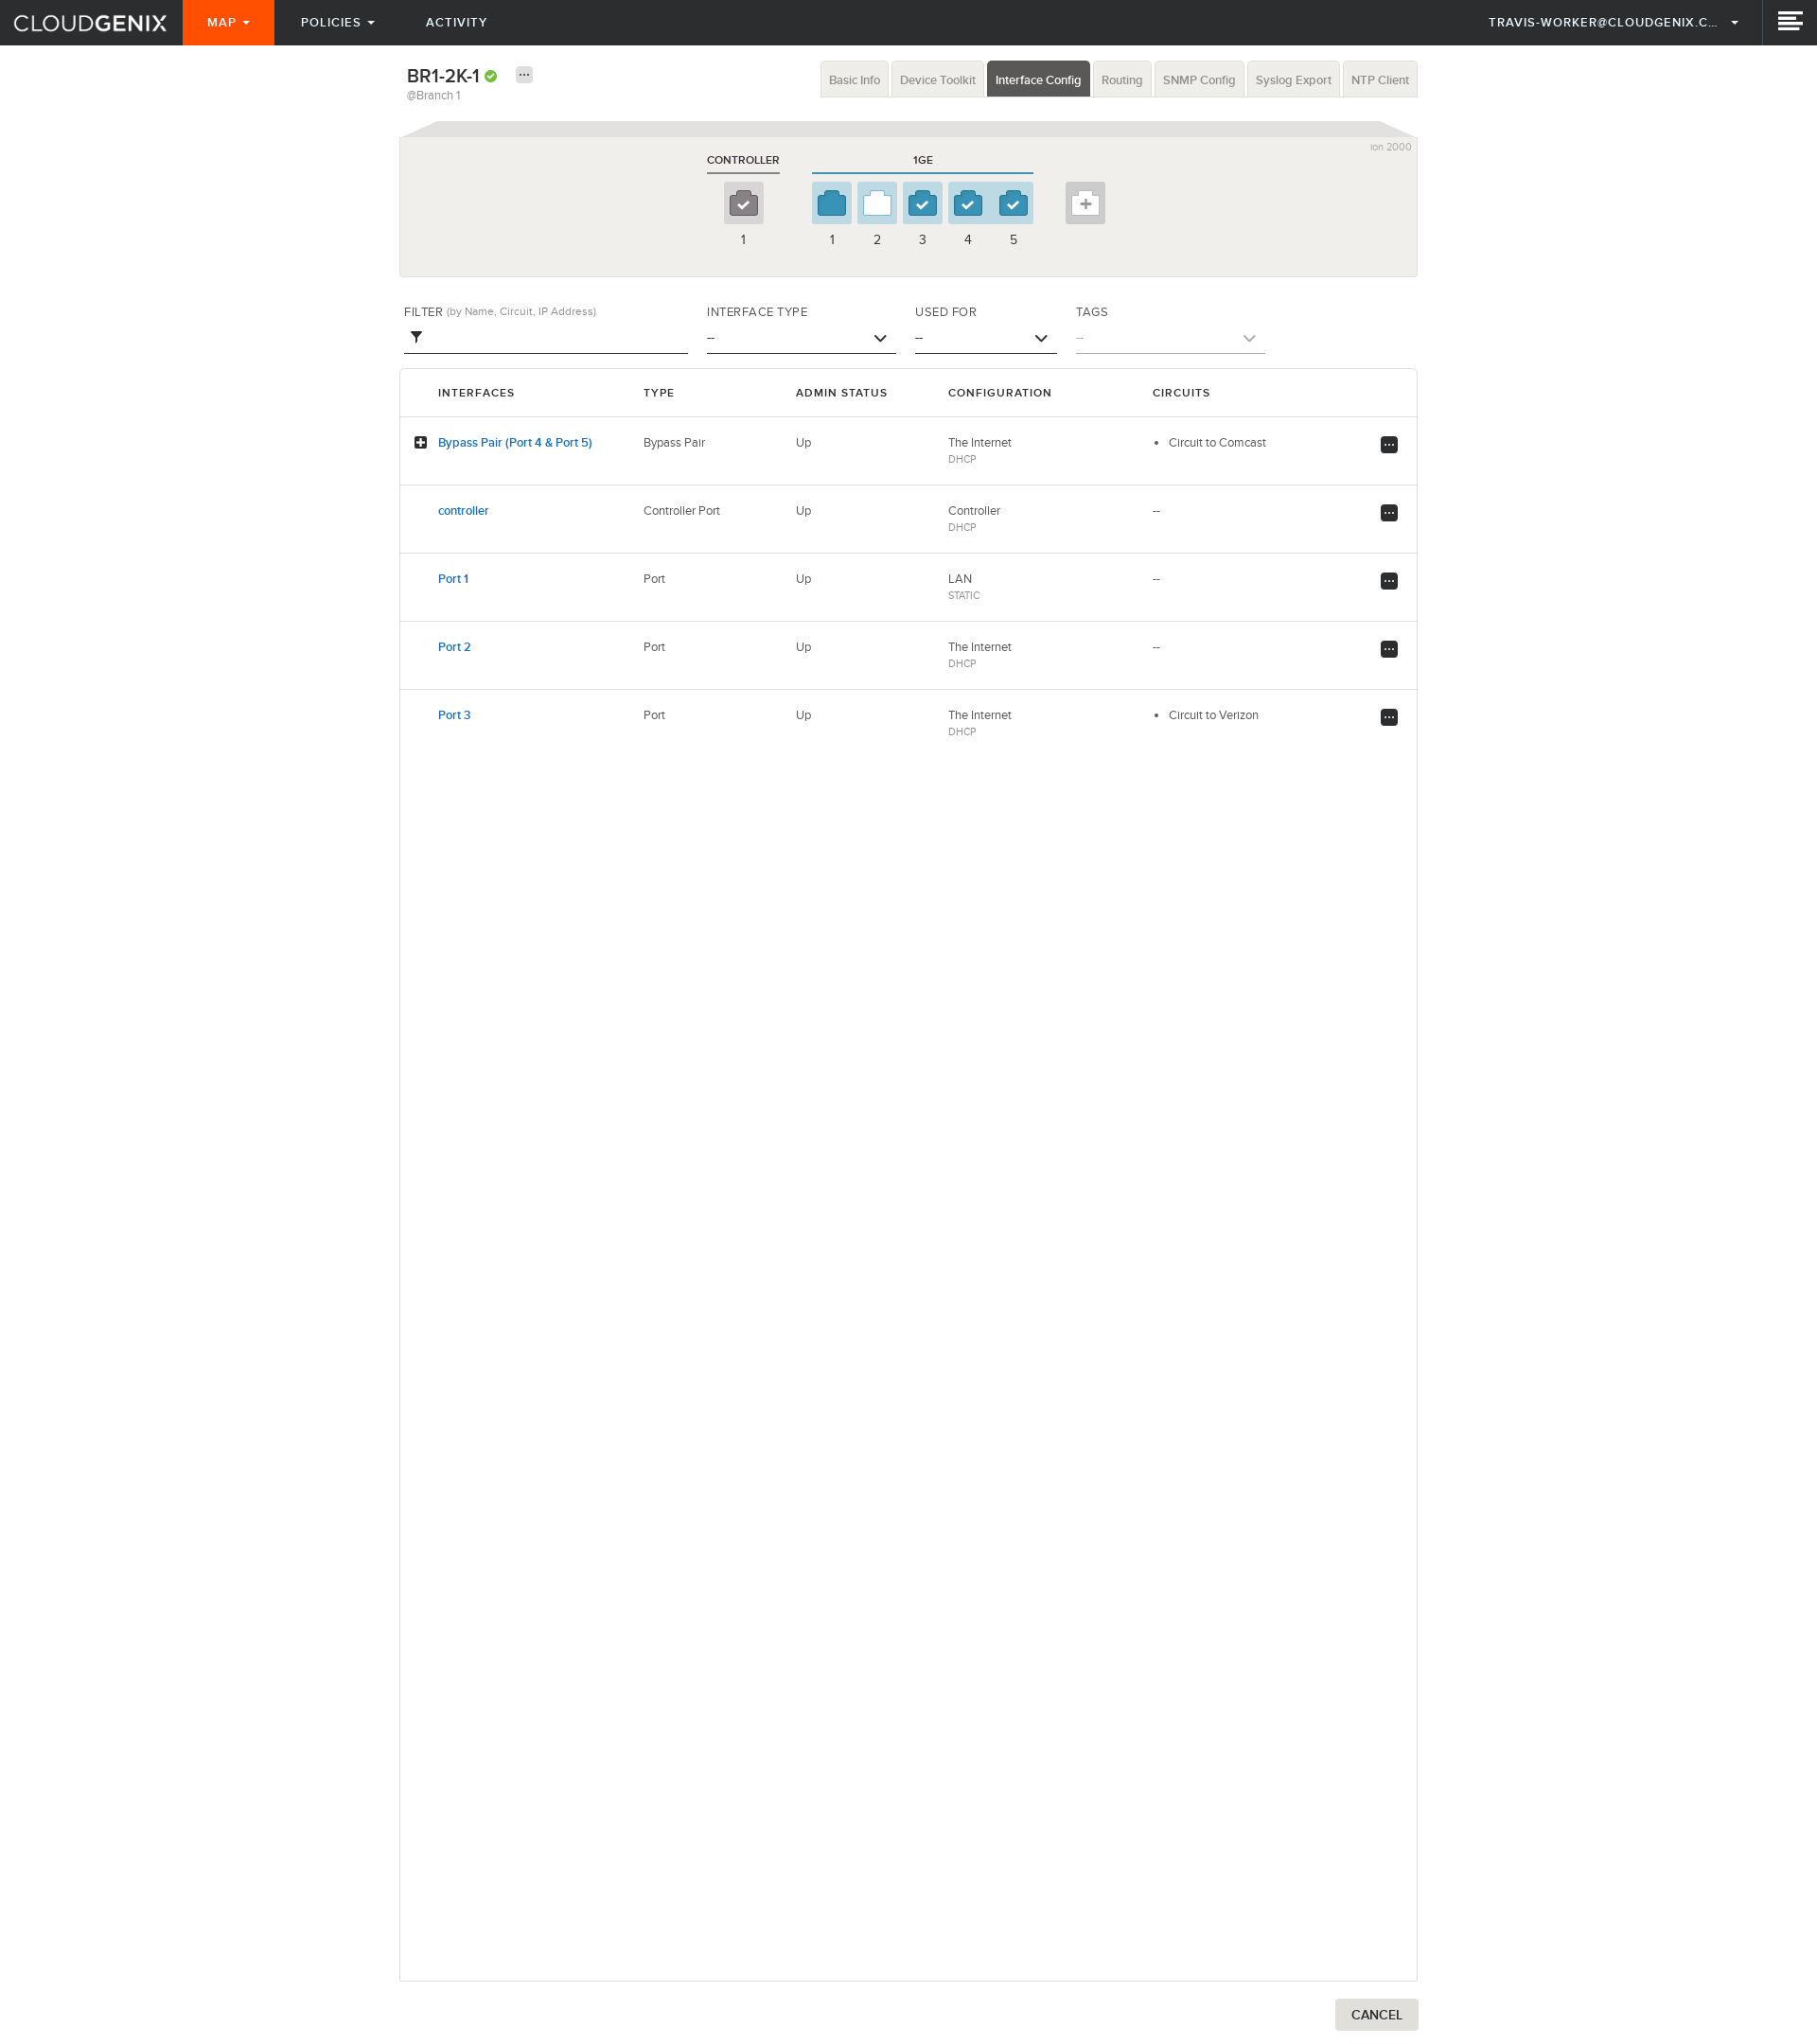 CLOUDGENIX MAP POLICIES ACTIVITY TRAVIS-WORKER@CLOUDGENIX.C...
BR1-2K-1
@Branch 1
Basic Info Device Toolkit Interface Config Routing SNMP Config Syslog Export NTP Client
ion 2000
CONTROLLER 1GE
1 1 2 3 4 5
FILTER (by Name, Circuit, IP Address) INTERFACE TYPE USED FOR TAGS
-- -- --
INTERFACES TYPE ADMIN STATUS CONFIGURATION CIRCUITS
Bypass Pair (Port 4 & Port 5) Bypass Pair Up The Internet • Circuit to Comcast
DHCP
controller Controller Port Up Controller --
DHCP
Port 1 Port Up LAN --
STATIC
Port 2 Port Up The Internet --
DHCP
Port 3 Port Up The Internet • Circuit to Verizon
DHCP
CANCEL